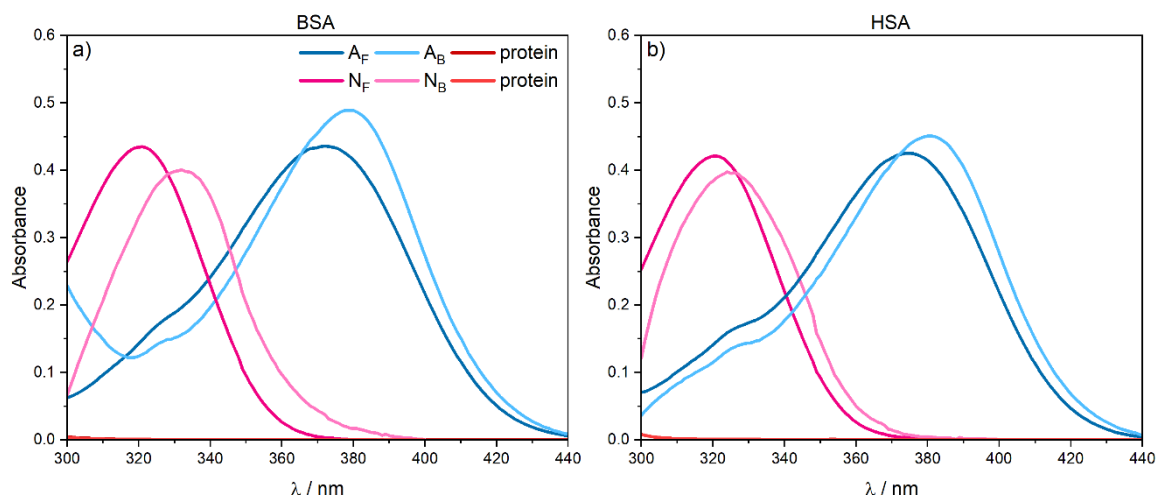 BSA
HSA
a)
A_F A_B protein
N_F N_B protein
b)
Absorbance
0.6
0.5
0.4
0.3
0.2
0.1
0.0
300 320 340 360 380 400 420 440
λ / nm
Absorbance
0.6
0.5
0.4
0.3
0.2
0.1
0.0
300 320 340 360 380 400 420 440
λ / nm